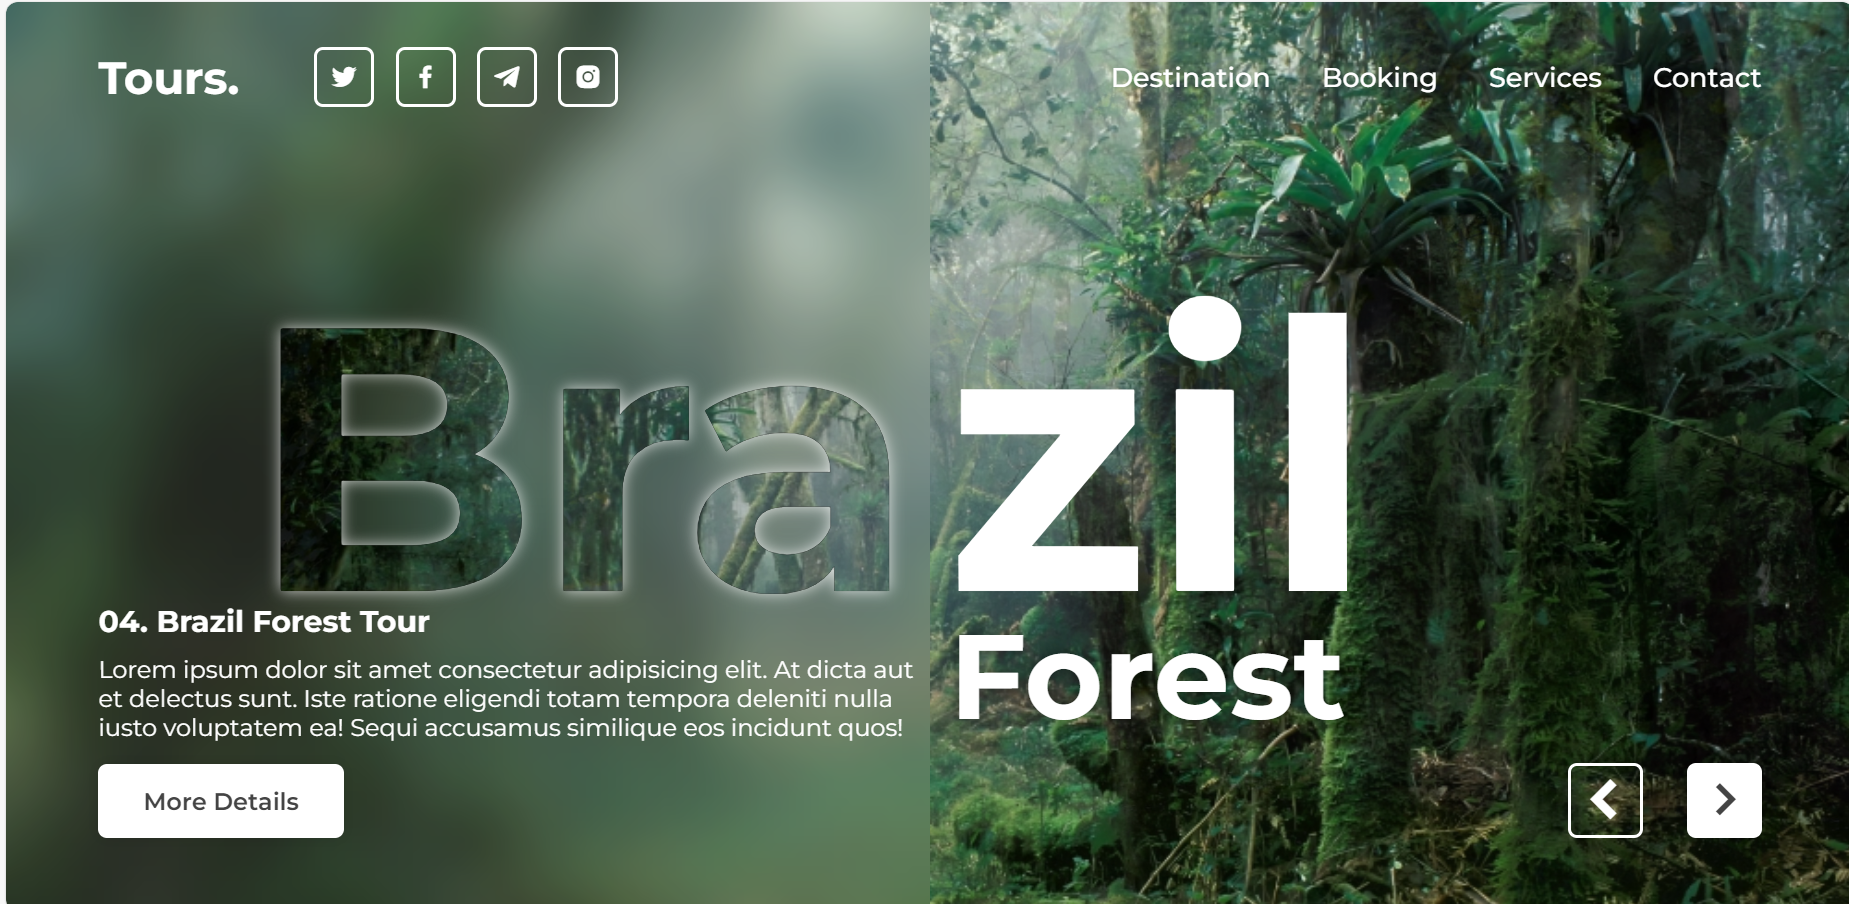 Tours.
Destination Booking Services Contact
Brazil
Forest
04. Brazil Forest Tour
Lorem ipsum dolor sit amet consectetur adipisicing elit. At dicta aut
et delectus sunt. Iste ratione eligendi totam tempora deleniti nulla
iusto voluptatem ea! Sequi accusamus similique eos incidunt quos!
More Details